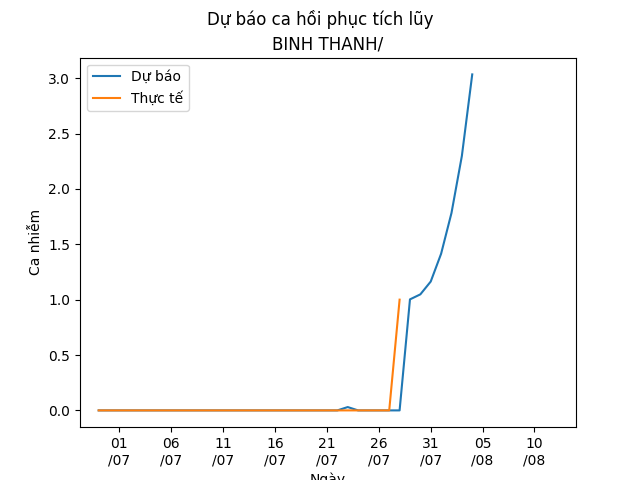 Dự báo ca hồi phục tích lũy
BINH THANH/
Dự báo
Thực tế
Ca nhiễm
3.0
2.5
2.0
1.5
1.0
0.5
0.0
01 06 11 16 21 26 31 05 10
/07 /07 /07 /07 /07 /07 /07 /08 /08
Ngày